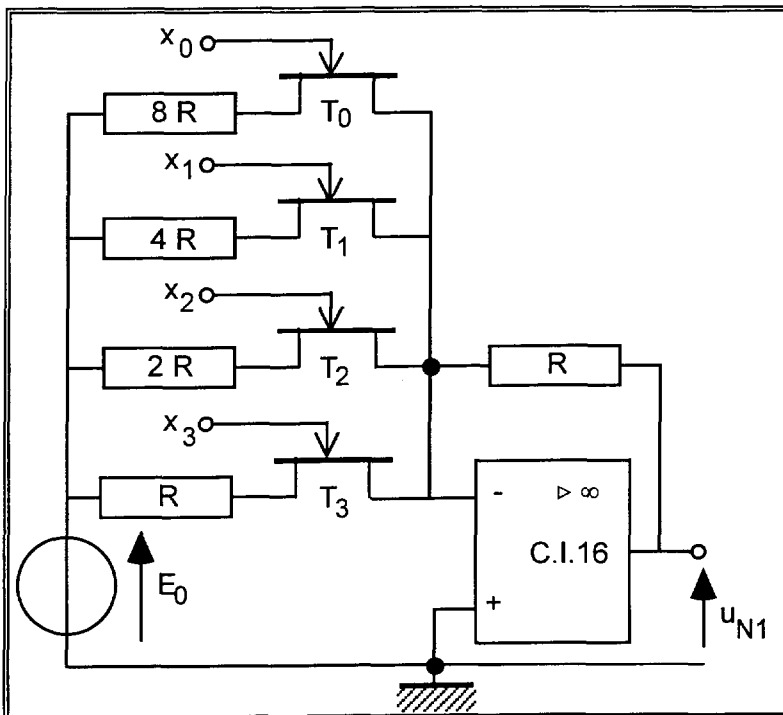 x0
8 R
T0
x1
4 R
T1
x2
2 R
T2
R
x3
R
T3
- ▷ ∞
C.I.16
+
E0
uN1